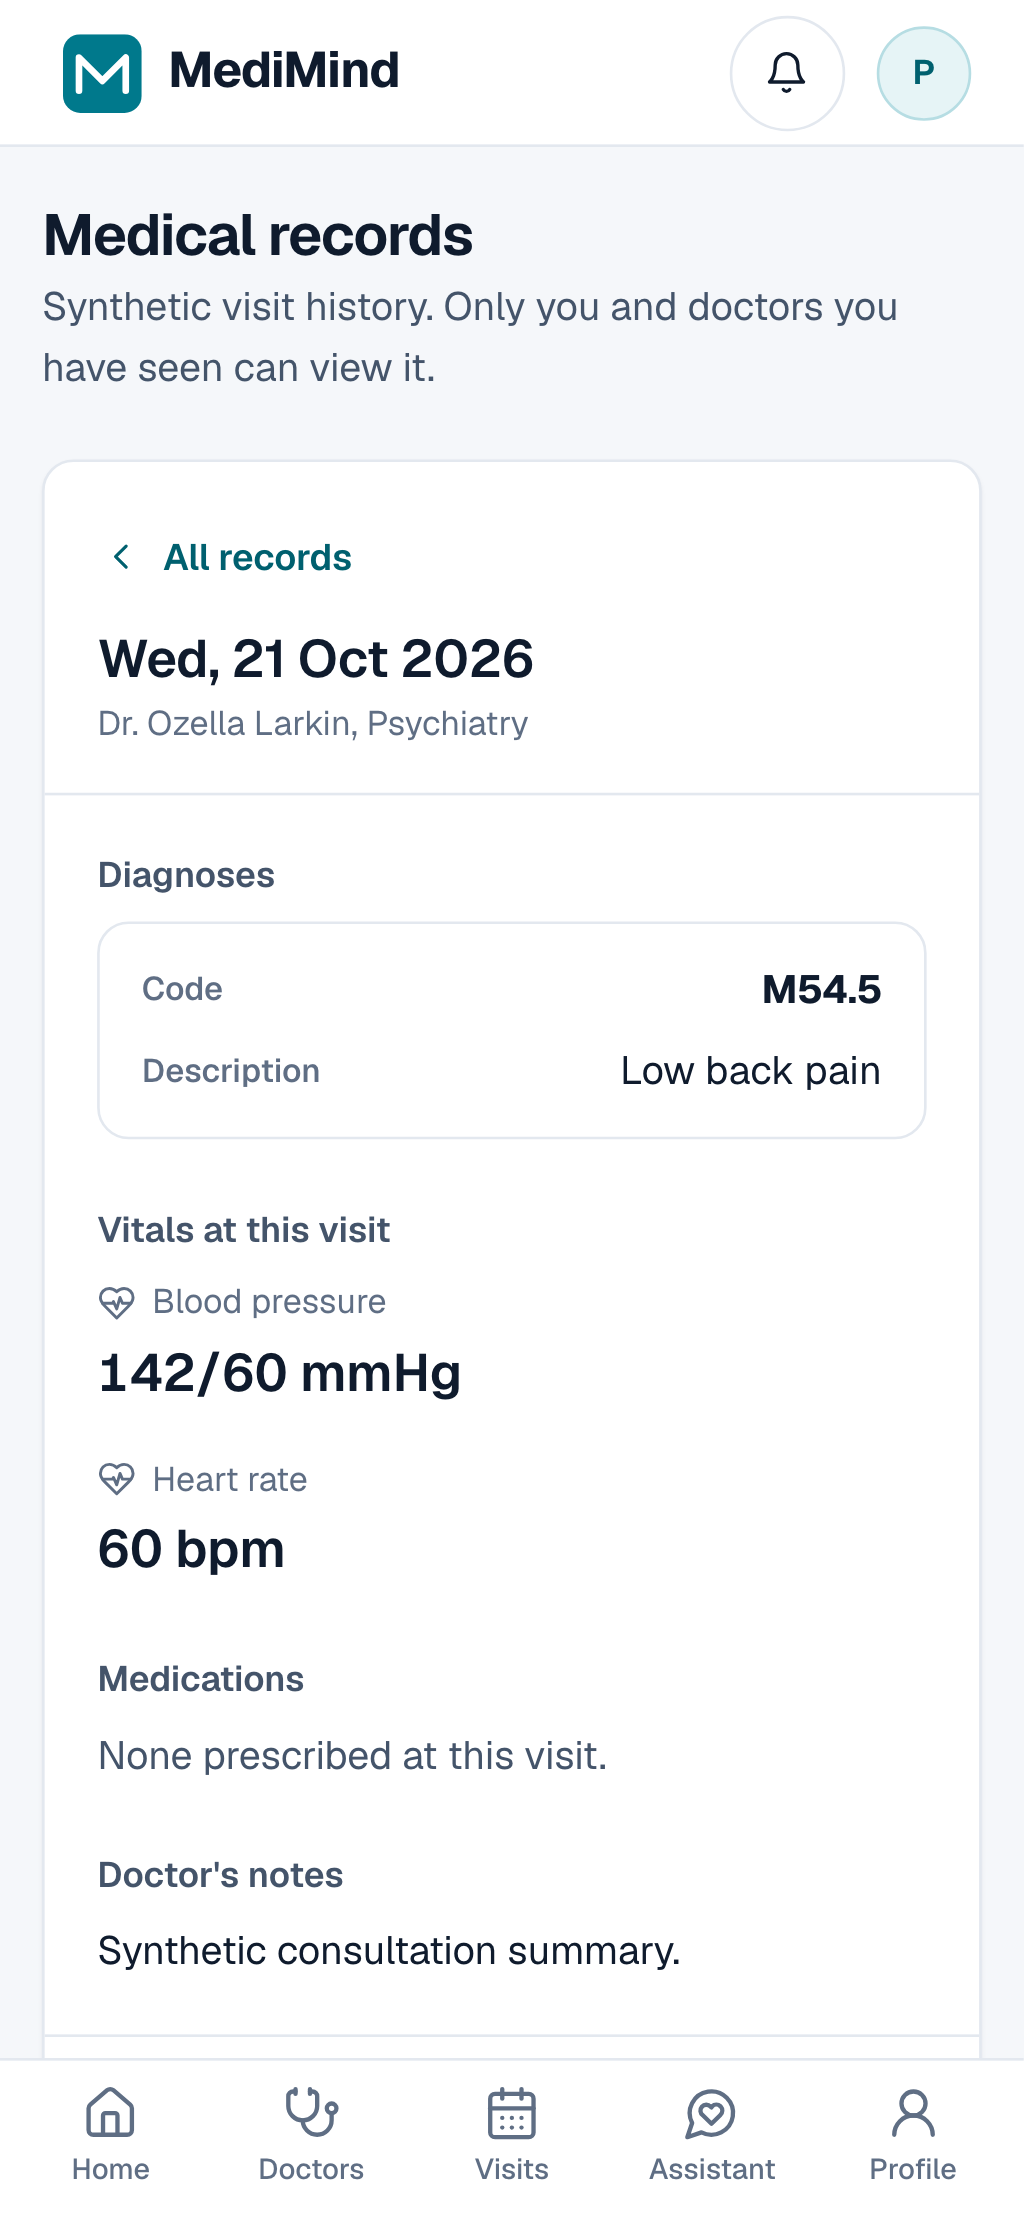 MediMind
P
Medical records
Synthetic visit history. Only you and doctors you
have seen can view it.
All records
Wed, 21 Oct 2026
Dr. Ozella Larkin, Psychiatry
Diagnoses
Code M54.5
Description Low back pain
Vitals at this visit
Blood pressure
142/60 mmHg
Heart rate
60 bpm
Medications
None prescribed at this visit.
Doctor's notes
Synthetic consultation summary.
Home Doctors Visits Assistant Profile